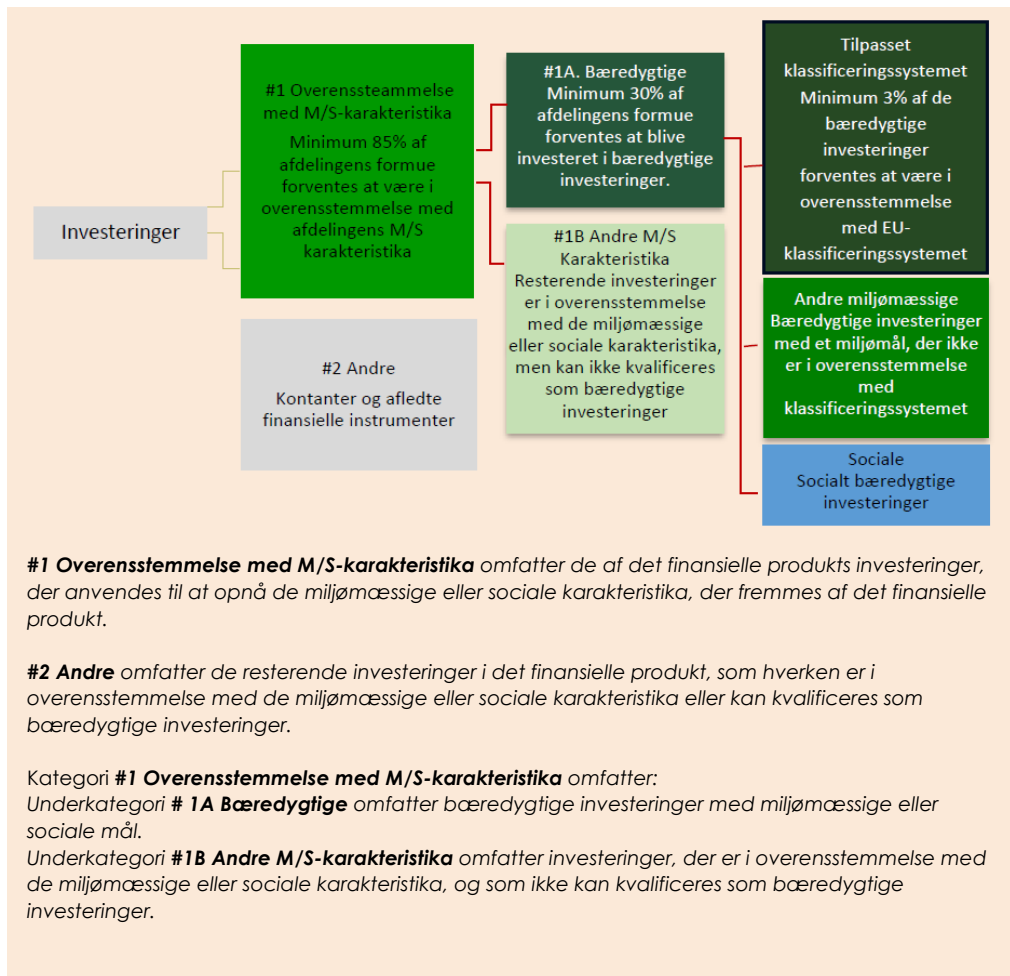 Investeringer
#1 Overenssteammelse
med M/S-karakteristika
Minimum 85% af
afdelingens formue
forventes at være i
overensstemmelse med
afdelingens M/S
karakteristika
#2 Andre
Kontanter og afledte
finansielle instrumenter
#1A. Bæredygtige
Minimum 30% af
afdelingens formue
forventes at blive
investeret i bæredygtige
investeringer.
#1B Andre M/S
Karakteristika
Resterende investeringer
er i overensstemmelse
med de miljømæssige
eller sociale karakteristika,
men kan ikke kvalificeres
som bæredygtige
investeringer
Tilpasset
klassificeringssystemet
Minimum 3% af de
bæredygtige
investeringer
forventes at være i
overensstemmelse
med EU-
klassificeringssystemet
Andre miljømæssige
Bæredygtige investeringer
med et miljømål, der ikke
er i overensstemmelse
med
klassificeringssystemet
Sociale
Socialt bæredygtige
investeringer
#1 Overensstemmelse med M/S-karakteristika omfatter de af det finansielle produkts investeringer,
der anvendes til at opnå de miljømæssige eller sociale karakteristika, der fremmes af det finansielle
produkt.
#2 Andre omfatter de resterende investeringer i det finansielle produkt, som hverken er i
overensstemmelse med de miljømæssige eller sociale karakteristika eller kan kvalificeres som
bæredygtige investeringer.
Kategori #1 Overensstemmelse med M/S-karakteristika omfatter:
Underkategori # 1A Bæredygtige omfatter bæredygtige investeringer med miljømæssige eller
sociale mål.
Underkategori #1B Andre M/S-karakteristika omfatter investeringer, der er i overensstemmelse med
de miljømæssige eller sociale karakteristika, og som ikke kan kvalificeres som bæredygtige
investeringer.